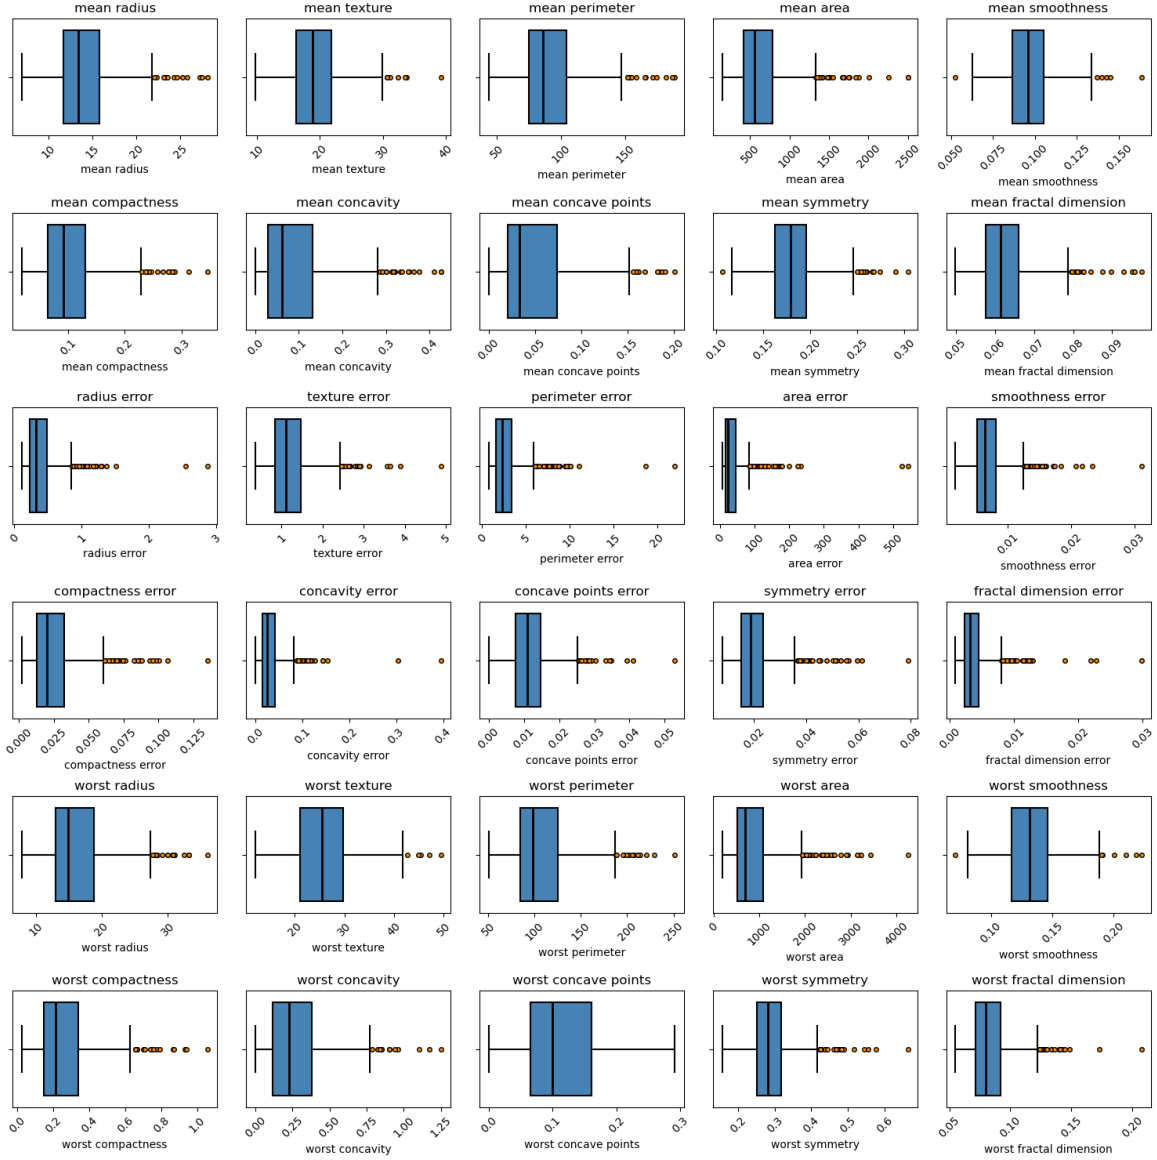 mean radius mean texture mean perimeter mean area mean smoothness
10 15 20 25 10 20 30 40 50 100 150 500 1000 1500 2000 2500 0.050 0.075 0.100 0.125 0.150
mean radius mean texture mean perimeter mean area mean smoothness
mean compactness mean concavity mean concave points mean symmetry mean fractal dimension
0.1 0.2 0.3 0.0 0.1 0.2 0.3 0.4 0.00 0.05 0.10 0.15 0.20 0.10 0.15 0.20 0.25 0.30 0.05 0.06 0.07 0.08 0.09
mean compactness mean concavity mean concave points mean symmetry mean fractal dimension
radius error texture error perimeter error area error smoothness error
0 1 2 3 1 2 3 4 5 0 5 10 15 20 0 100 200 300 400 500 0.01 0.02 0.03
radius error texture error perimeter error area error smoothness error
compactness error concavity error concave points error symmetry error fractal dimension error
0.000 0.025 0.050 0.075 0.100 0.125 0.0 0.1 0.2 0.3 0.4 0.00 0.01 0.02 0.03 0.04 0.05 0.02 0.04 0.06 0.08 0.00 0.01 0.02 0.03
compactness error concavity error concave points error symmetry error fractal dimension error
worst radius worst texture worst perimeter worst area worst smoothness
10 20 30 20 30 40 50 50 100 150 200 250 0 1000 2000 3000 4000 0.10 0.15 0.20
worst radius worst texture worst perimeter worst area worst smoothness
worst compactness worst concavity worst concave points worst symmetry worst fractal dimension
0.0 0.2 0.4 0.6 0.8 1.0 0.00 0.25 0.50 0.75 1.00 1.25 0.0 0.1 0.2 0.3 0.2 0.3 0.4 0.5 0.6 0.05 0.10 0.15 0.20
worst compactness worst concavity worst concave points worst symmetry worst fractal dimension